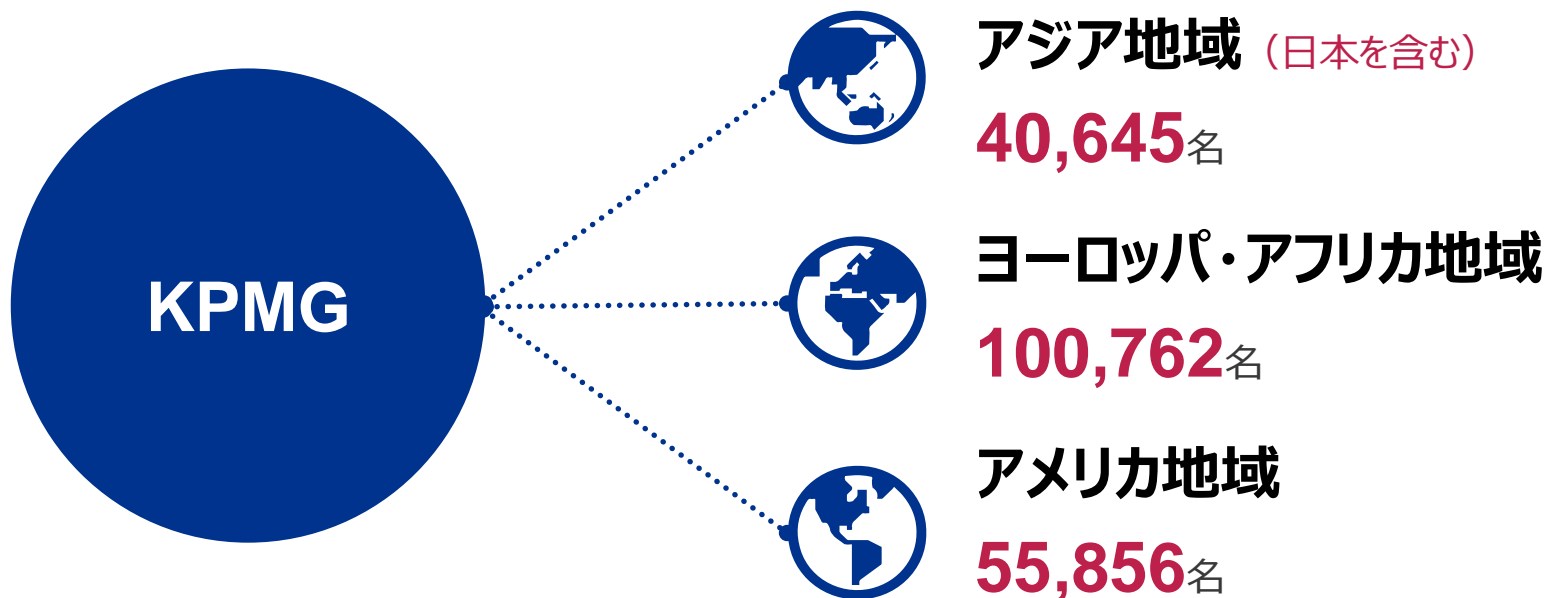 KPMG
アジア地域（日本を含む）
40,645名
ヨーロッパ・アフリカ地域
100,762名
アメリカ地域
55,856名